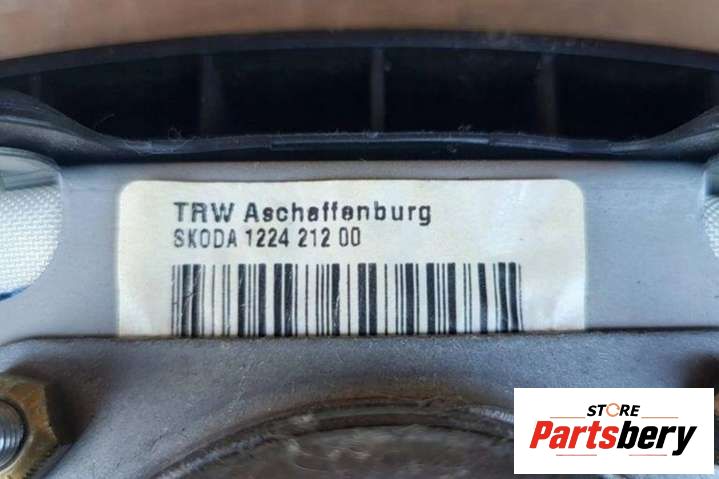 TRW Aschaffenburg
SKODA 1224 212 00
STORE
Partsbery